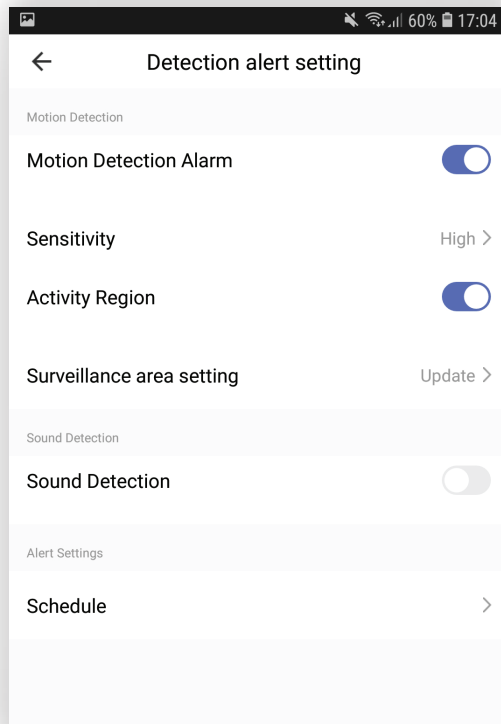 60% 17:04
Detection alert setting
Motion Detection
Motion Detection Alarm
Sensitivity High
Activity Region
Surveillance area setting Update
Sound Detection
Sound Detection
Alert Settings
Schedule